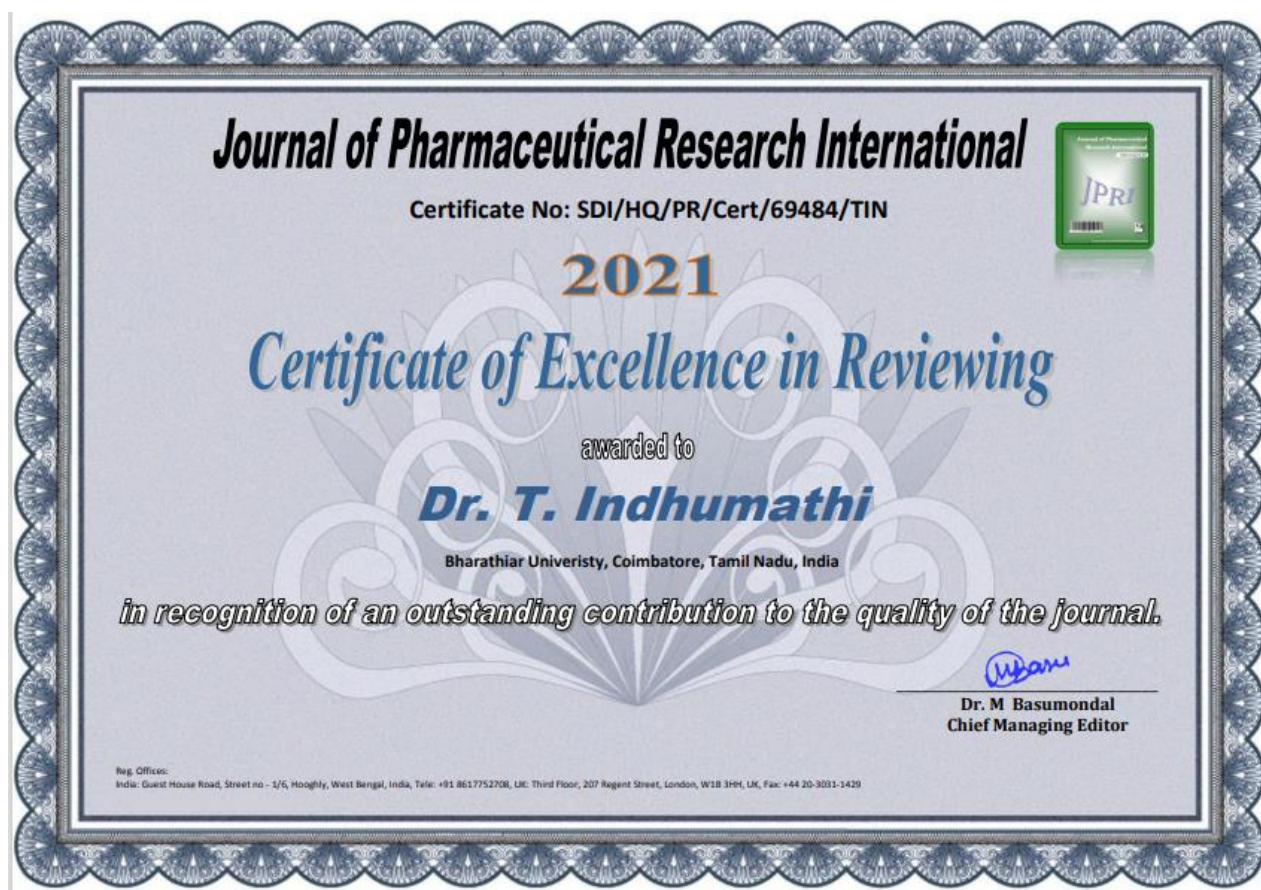 Journal of Pharmaceutical Research International
Certificate No: SDI/HQ/PR/Cert/69484/TIN
JPRI
2021
Certificate of Excellence in Reviewing
awarded to
Dr. T. Indhumathi
Bharathiar Univeristy, Coimbatore, Tamil Nadu, India
in recognition of an outstanding contribution to the quality of the journal.
MBasu
Dr. M Basumondal
Chief Managing Editor
Reg. Offices:
India: Guest House Road, Street no - 1/6, Hooghly, West Bengal, India, Tele: +91 8617752708, UK: Third Floor, 207 Regent Street, London, W1B 3HH, UK, Fax: +44 20-3031-1429